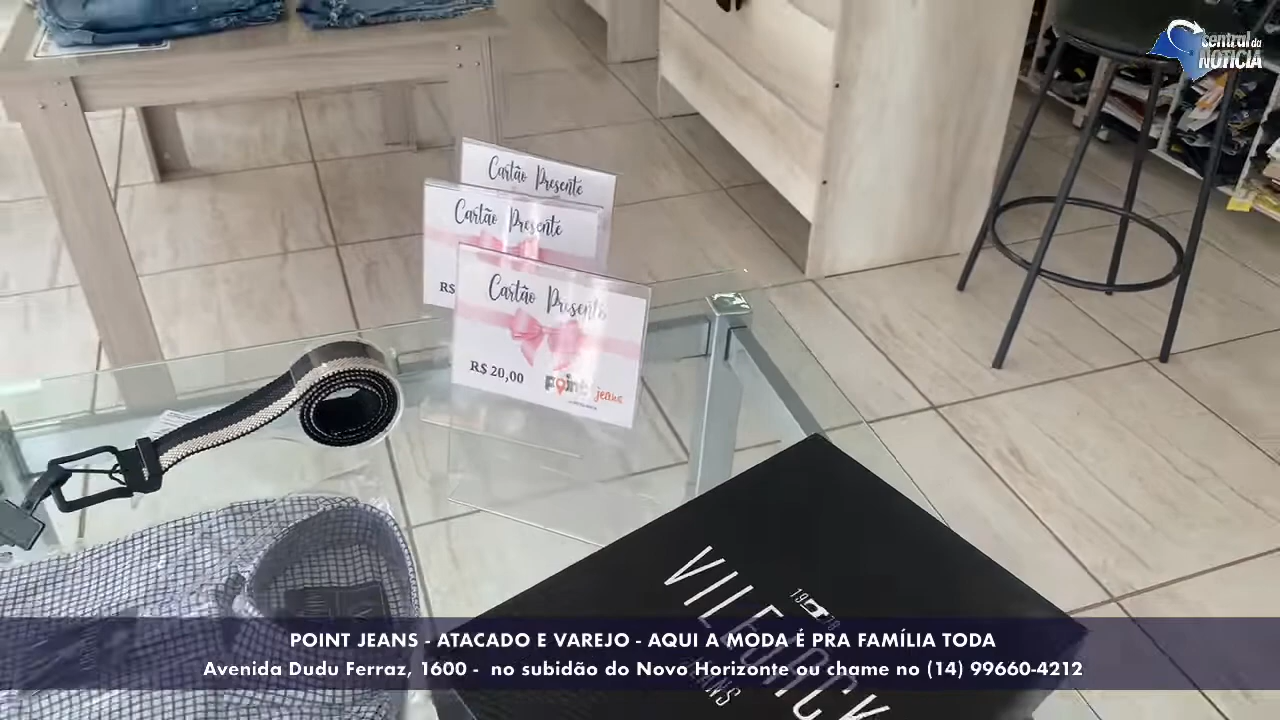 central da
NOTÍCIA
Cartão Presente
Cartão Presente
R$
Cartão Presente
R$ 20,00
point jeans
1978
VILEJACK
JEANS
POINT JEANS - ATACADO E VAREJO - AQUI A MODA É PRA FAMÍLIA TODA
Avenida Dudu Ferraz, 1600 - no subidão do Novo Horizonte ou chame no (14) 99660-4212